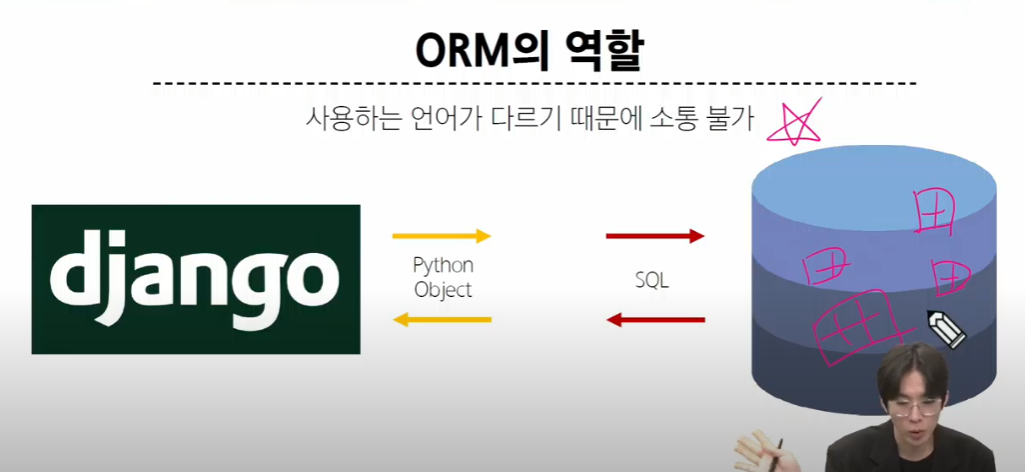 ORM의 역할
사용하는 언어가 다르기 때문에 소통 불가
django
Python
Object
SQL